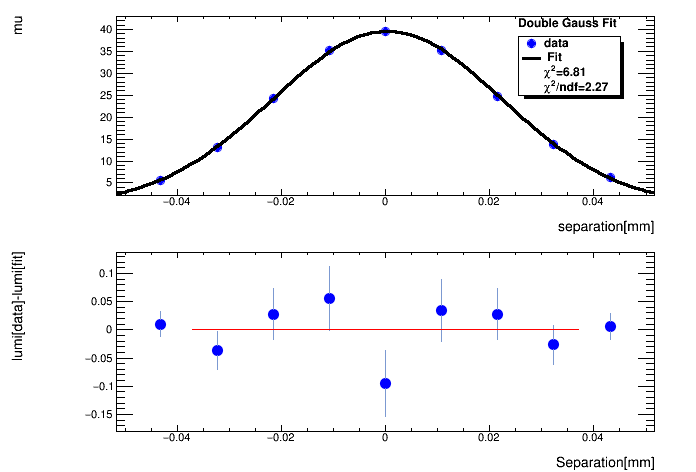 mu
Double Gauss Fit
data
Fit
χ²=6.81
χ²/ndf=2.27
40
35
30
25
20
15
10
5
−0.04 −0.02 0 0.02 0.04
separation[mm]
lumi[data]-lumi[fit]
0.1
0.05
0
−0.05
−0.1
−0.15
−0.04 −0.02 0 0.02 0.04
Separation[mm]